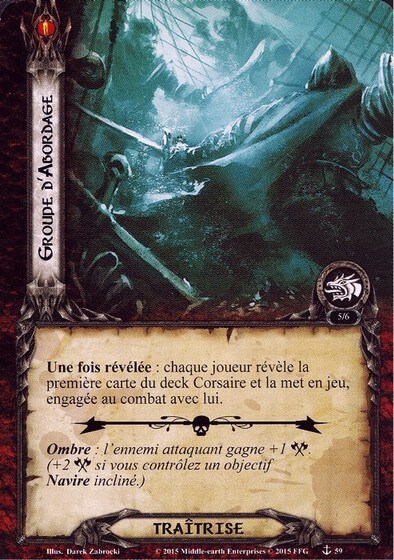 Groupe d'Abordage
5/6
Une fois révélée : chaque joueur révèle la
première carte du deck Corsaire et la met en jeu,
engagée au combat avec lui.
Ombre : l'ennemi attaquant gagne +1 .
(+2 si vous contrôlez un objectif
Navire incliné.)
TRAÎTRISE
Illus. Darek Zabrocki © 2015 Middle-earth Enterprises © 2015 FFG 59